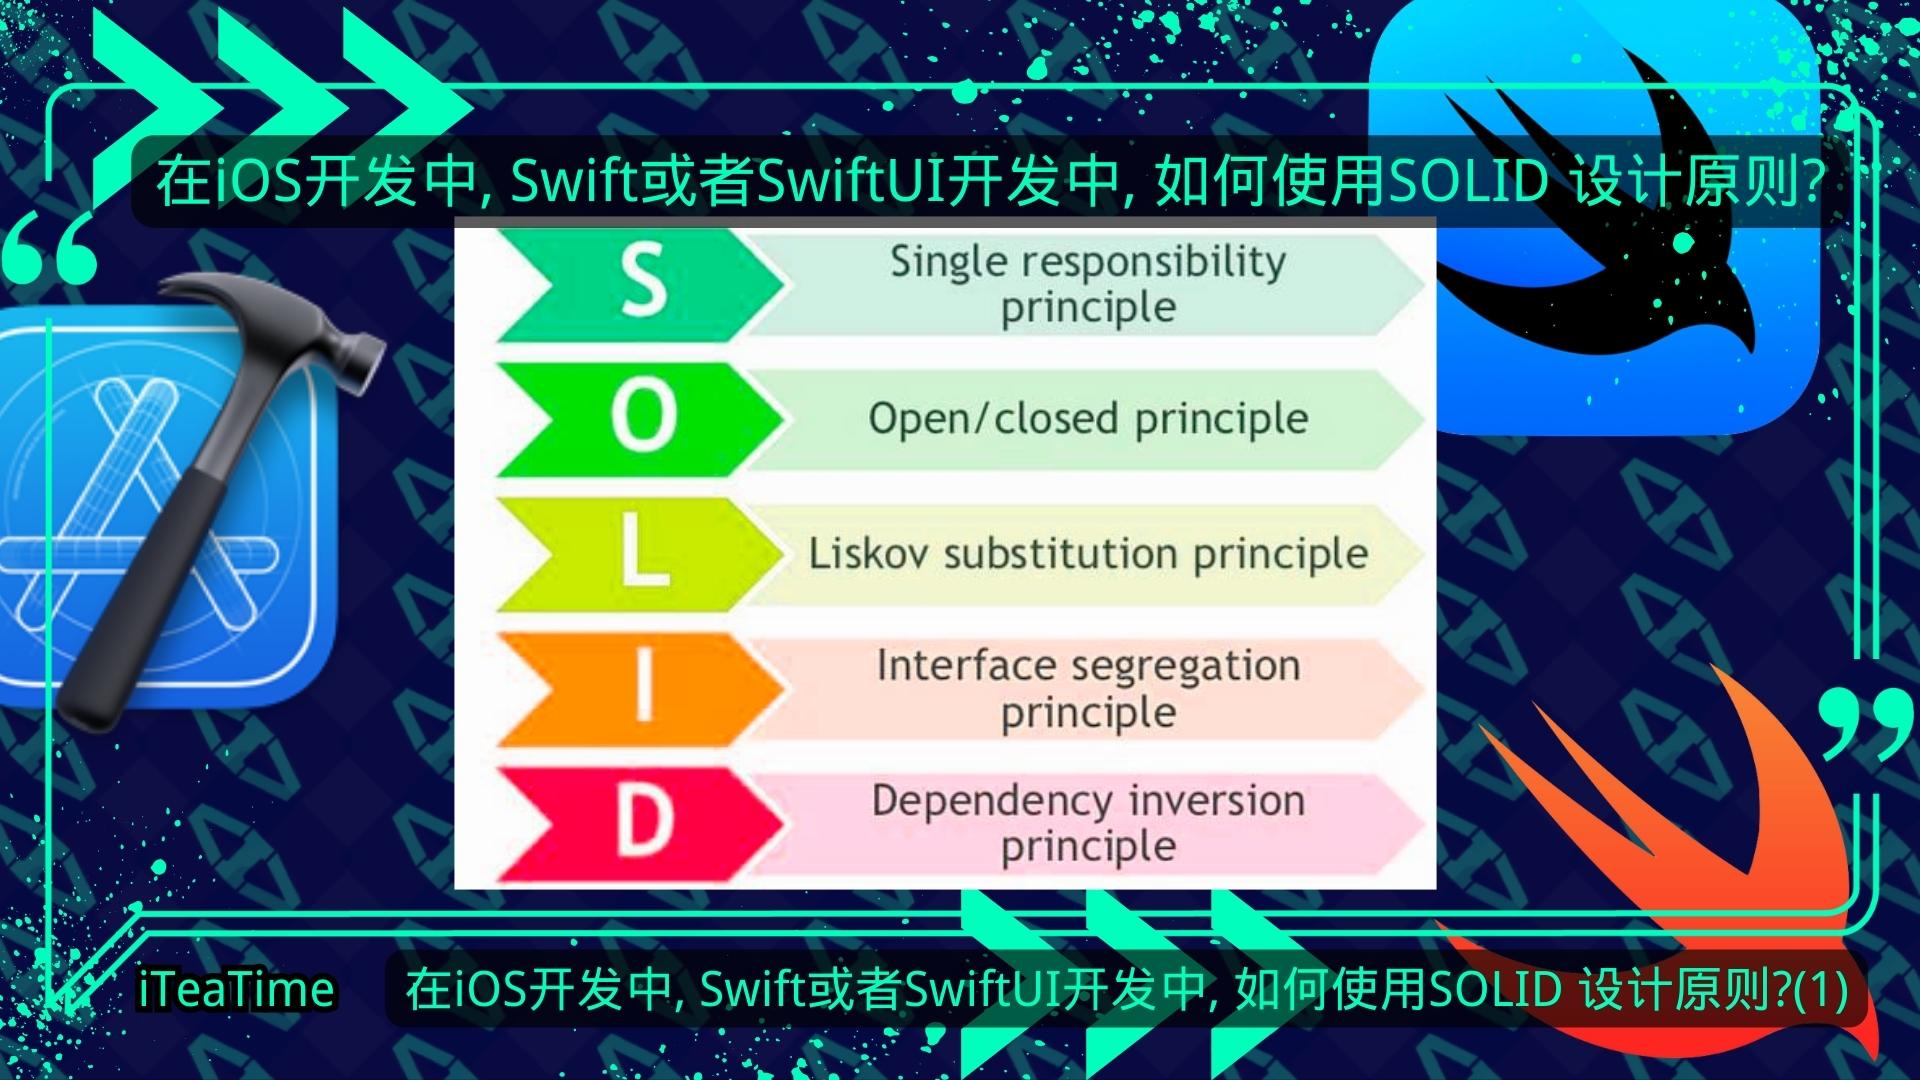 在iOS开发中, Swift或者SwiftUI开发中, 如何使用SOLID 设计原则?
S
Single responsibility
principle
O
Open/closed principle
L
Liskov substitution principle
I
Interface segregation
principle
D
Dependency inversion
principle
iTeaTime
在iOS开发中, Swift或者SwiftUI开发中, 如何使用SOLID 设计原则?(1)